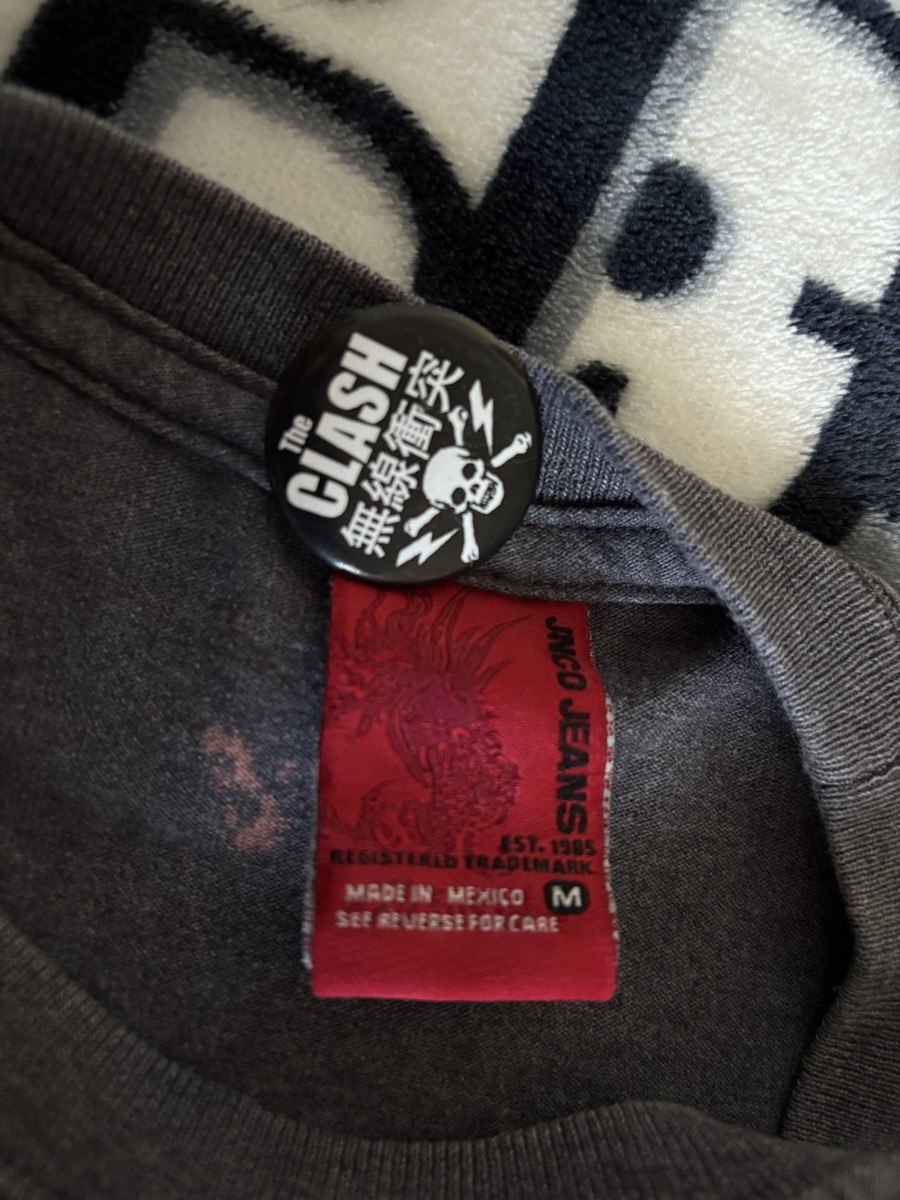 The
CLASH
無線衝突
JNCO JEANS
EST. 1985
REGISTERED TRADEMARK
MADE IN MEXICO M
SEE REVERSE FOR CARE